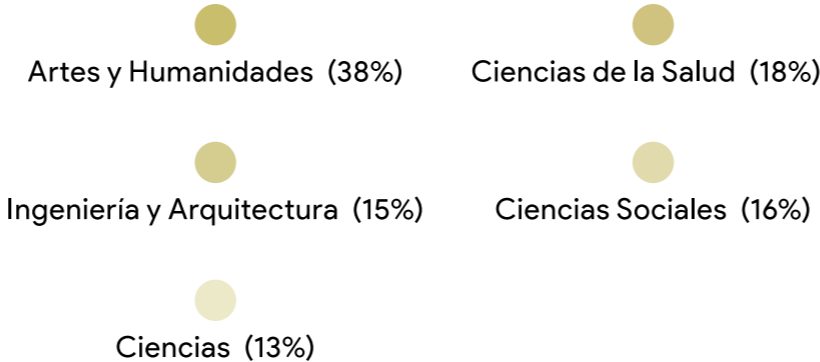 Artes y Humanidades (38%)
Ciencias de la Salud (18%)
Ingeniería y Arquitectura (15%)
Ciencias Sociales (16%)
Ciencias (13%)